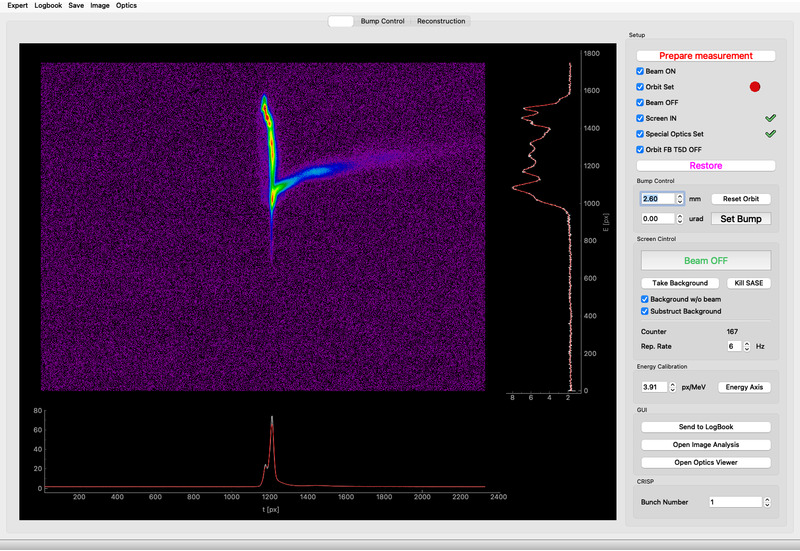 Expert Logbook Save Image Optics
Bump Control Reconstruction
Setup
Prepare measurement
Beam ON
Orbit Set
Beam OFF
Screen IN
Special Optics Set
Orbit FB T5D OFF
Restore
Bump Control
2.60 mm Reset Orbit
0.00 urad Set Bump
Screen Cintrol
Beam OFF
Take Background Kill SASE
Background w/o beam
Substruct Background
Counter 167
Rep. Rate 6 Hz
Energy Calibration
3.91 px/MeV Energy Axis
GUI
Send to LogBook
Open Image Analysis
Open Optics Viewer
CRISP
Bunch Number 1
1800
1600
1400
1200
1000
800
600
400
200
0
E [px]
8 6 4 2
80
60
40
20
0
200 400 600 800 1000 1200 1400 1600 1800 2000 2200 2400
t [px]